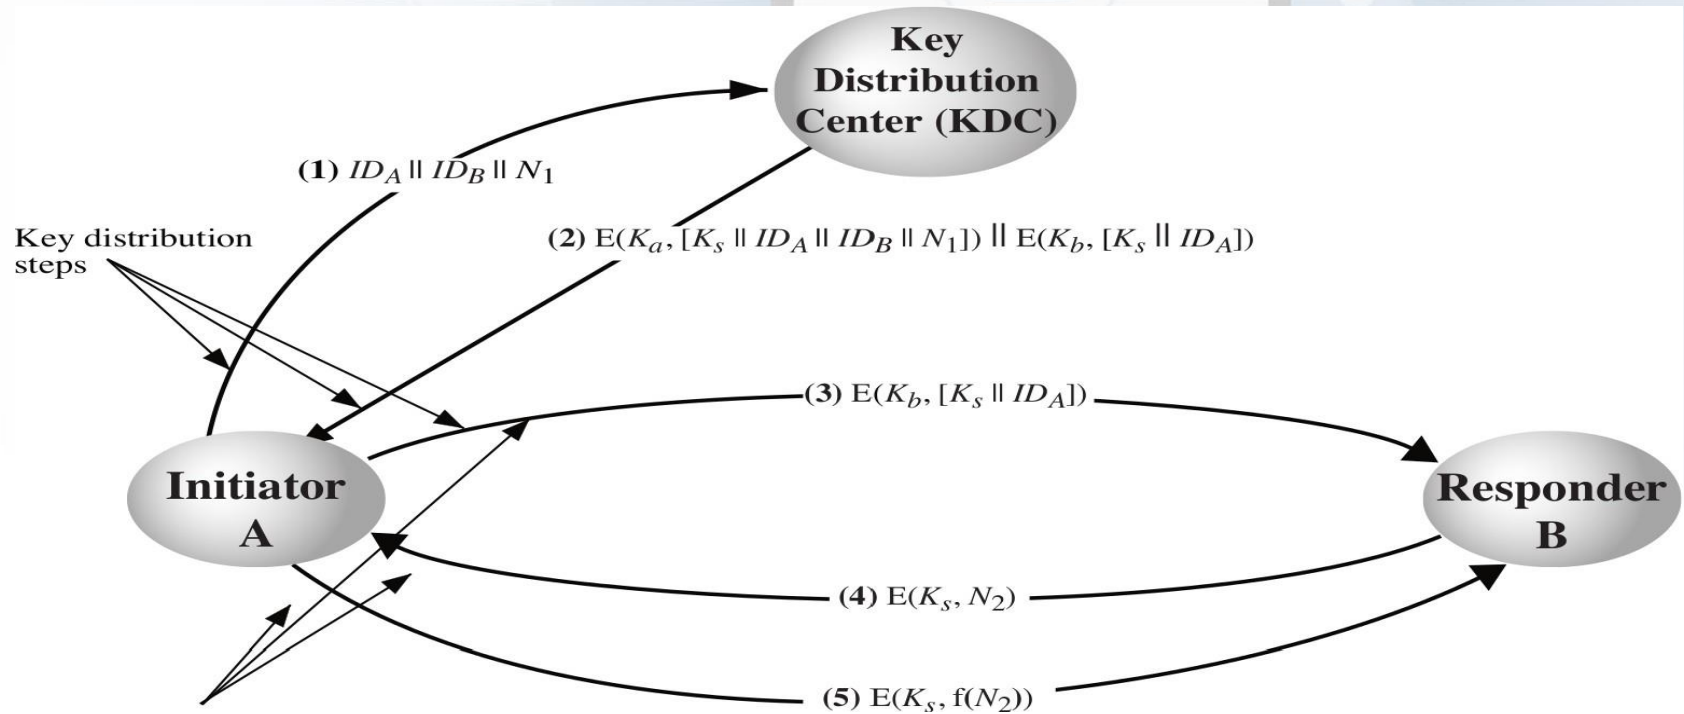 Key
Distribution
Center (KDC)
(1) ID_A || ID_B || N_1
Key distribution
steps
(2) E(K_a, [K_s || ID_A || ID_B || N_1]) || E(K_b, [K_s || ID_A])
(3) E(K_b, [K_s || ID_A])
Initiator
A
Responder
B
(4) E(K_s, N_2)
(5) E(K_s, f(N_2))